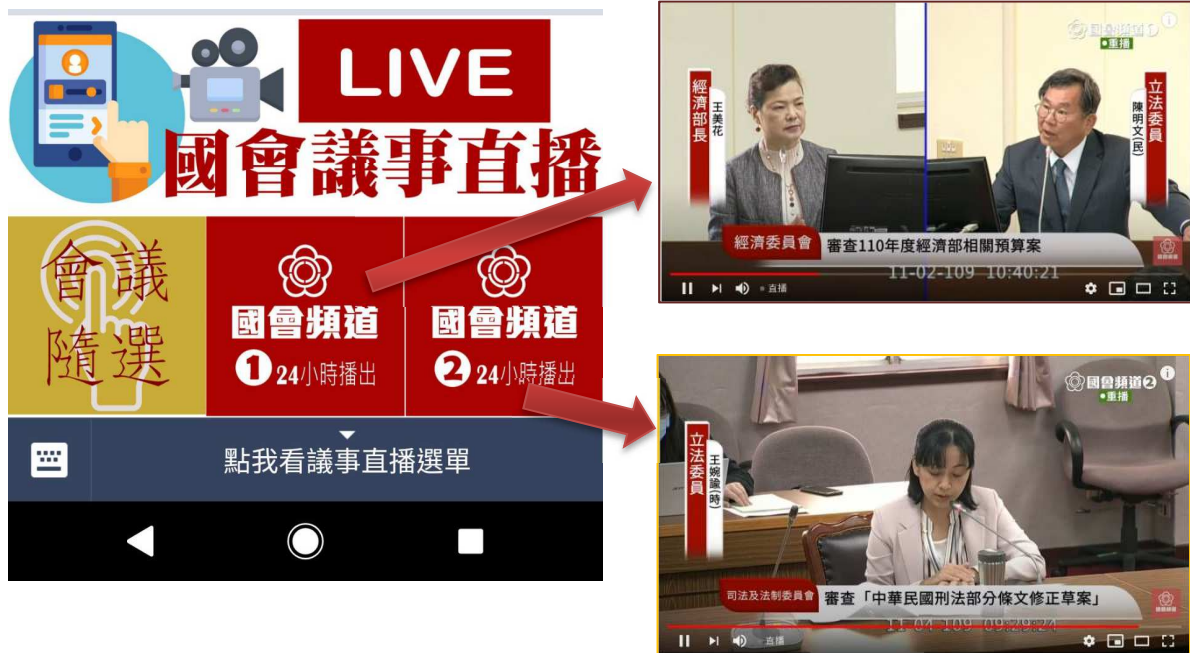 LIVE
國會議事直播
會議
隨選
國會頻道
1 24小時播出
國會頻道
2 24小時播出
點我看議事直播選單
國會頻道1
重播
經濟部長
王美花
立法委員
陳明文(民)
經濟委員會
審查110年度經濟部相關預算案
11-02-109 10:40:21
直播
國會頻道2
重播
立法委員
王婉諭(時)
司法及法制委員會
審查「中華民國刑法部分條文修正草案」
11-04-109 09:29:24
直播